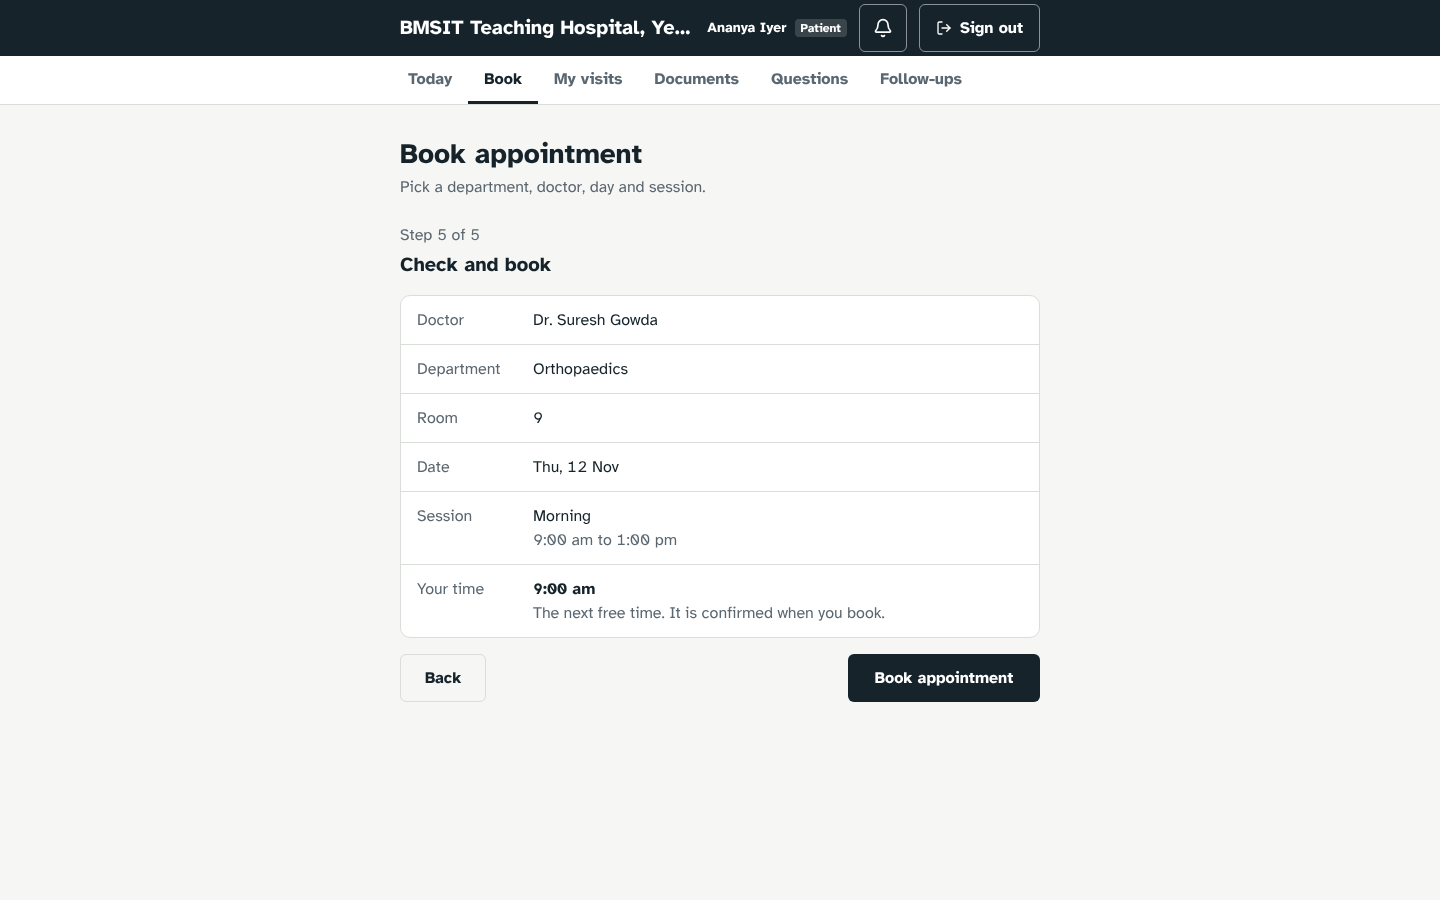 BMSIT Teaching Hospital, Ye...
Ananya Iyer Patient
Sign out
Today Book My visits Documents Questions Follow-ups
Book appointment
Pick a department, doctor, day and session.
Step 5 of 5
Check and book
Doctor Dr. Suresh Gowda
Department Orthopaedics
Room 9
Date Thu, 12 Nov
Session Morning
9:00 am to 1:00 pm
Your time 9:00 am
The next free time. It is confirmed when you book.
Back Book appointment